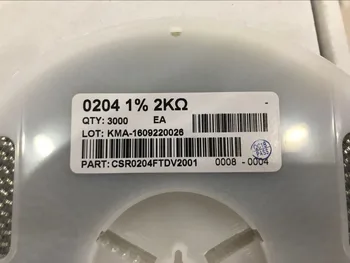 0204 1% 2KΩ
-
QTY: 3000 EA
LOT: KMA-1609220026
PART: CSR0204FTDV2001 0008 - 0004